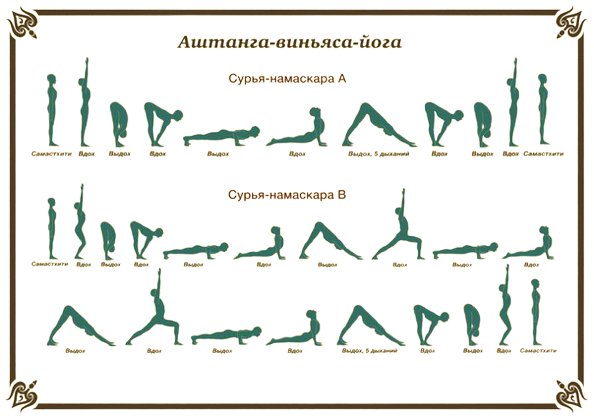 Аштанга-виньяса-йога
Сурья-намаскара А
Самастхити Вдох Выдох Вдох Выдох Вдох Выдох, 5 дыханий Вдох Выдох Вдох Самастхити
Сурья-намаскара В
Самастхити Вдох Выдох Вдох Выдох Вдох Выдох Вдох Выдох Вдох
Выдох Вдох Выдох Вдох Выдох, 5 дыханий Вдох Выдох Вдох Самастхити